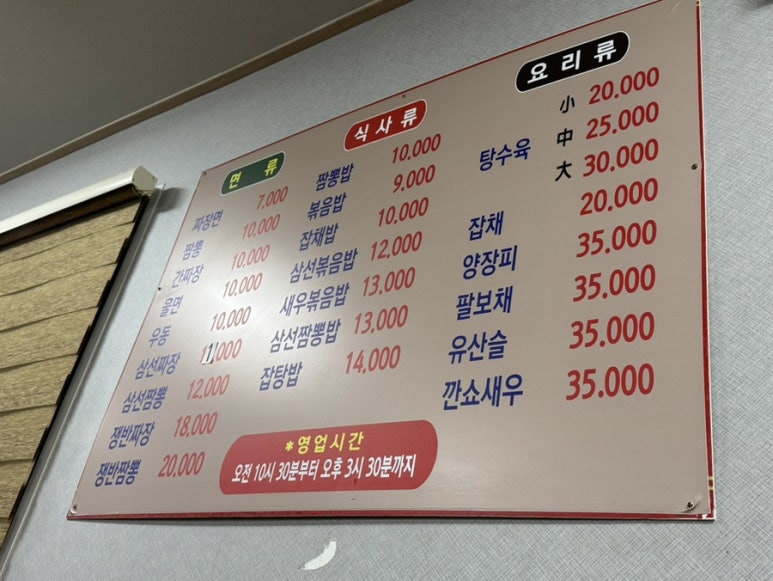 면 류
짜장면 7.000
짬뽕 10.000
간짜장 10.000
울면 10.000
우동 10.000
삼선짜장 11,000
삼선짬뽕 12,000
쟁반짜장 18,000
쟁반짬뽕 20,000
식 사 류
짬뽕밥 10,000
볶음밥 9,000
잡채밥 10,000
삼선볶음밥 12,000
새우볶음밥 13,000
삼선짬뽕밥 13,000
잡탕밥 14,000
요 리 류
탕수육 小 20.000
中 25.000
大 30.000
잡채 20.000
양장피 35.000
팔보채 35.000
유산슬 35.000
깐쇼새우 35.000
*영업시간
오전 10시 30분부터 오후 3시 30분까지